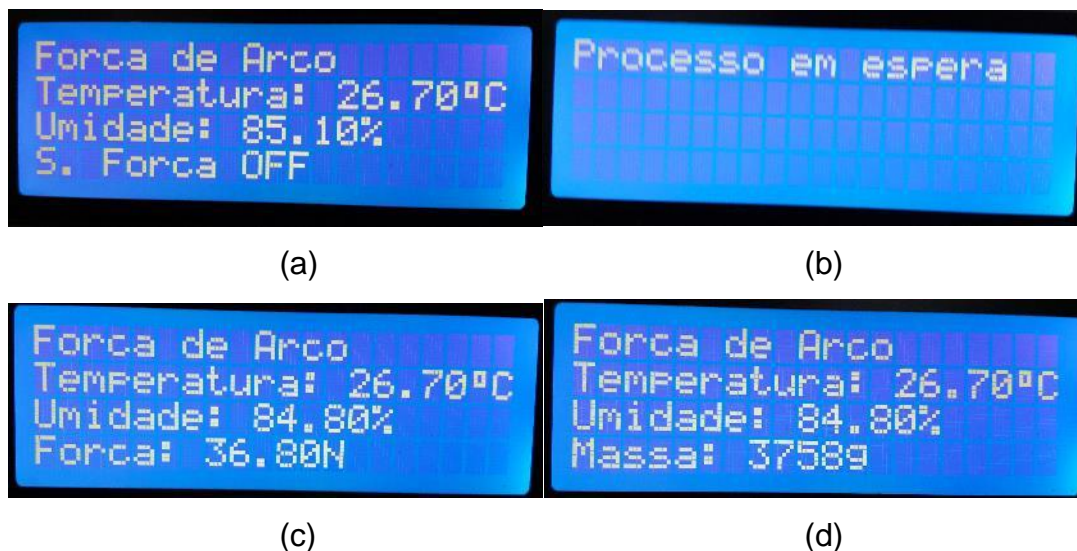 Forca de Arco
Temperatura: 26.70ºC
Umidade: 85.10%
S. Forca OFF
(a)
Processo em espera
(b)
Forca de Arco
Temperatura: 26.70ºC
Umidade: 84.80%
Forca: 36.80N
(c)
Forca de Arco
Temperatura: 26.70ºC
Umidade: 84.80%
Massa: 3758g
(d)